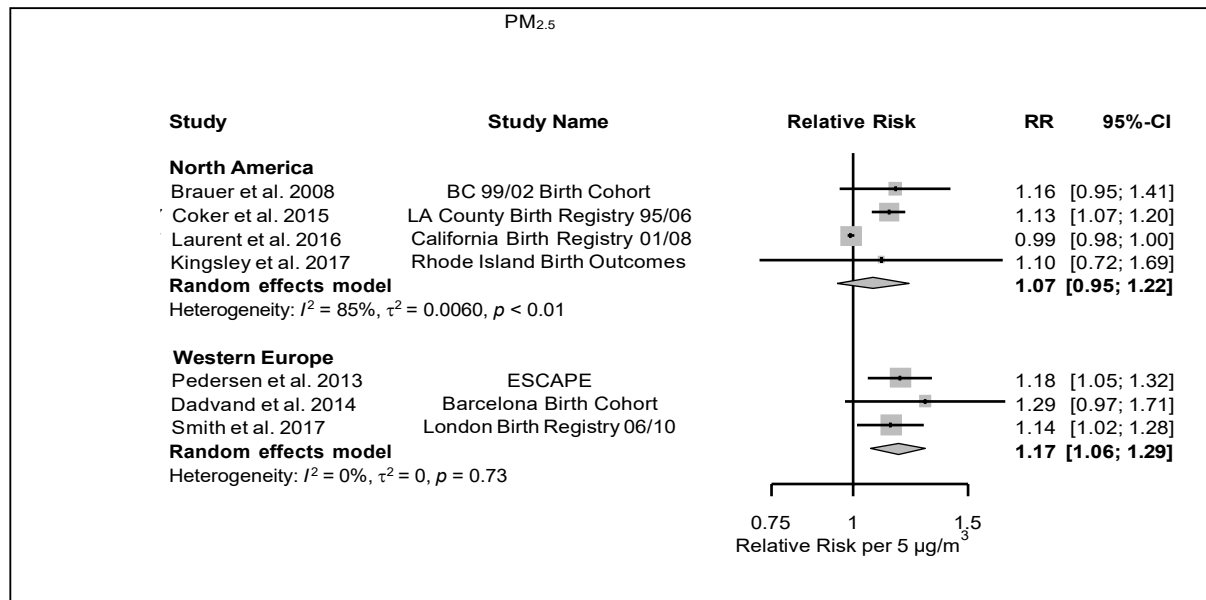 PM2.5
Study Study Name Relative Risk RR 95%-CI
North America
Brauer et al. 2008 BC 99/02 Birth Cohort 1.16 [0.95; 1.41]
Coker et al. 2015 LA County Birth Registry 95/06 1.13 [1.07; 1.20]
Laurent et al. 2016 California Birth Registry 01/08 0.99 [0.98; 1.00]
Kingsley et al. 2017 Rhode Island Birth Outcomes 1.10 [0.72; 1.69]
Random effects model 1.07 [0.95; 1.22]
Heterogeneity: I² = 85%, τ² = 0.0060, p < 0.01
Western Europe
Pedersen et al. 2013 ESCAPE 1.18 [1.05; 1.32]
Dadvand et al. 2014 Barcelona Birth Cohort 1.29 [0.97; 1.71]
Smith et al. 2017 London Birth Registry 06/10 1.14 [1.02; 1.28]
Random effects model 1.17 [1.06; 1.29]
Heterogeneity: I² = 0%, τ² = 0, p = 0.73
0.75 1 1.5
Relative Risk per 5 µg/m³